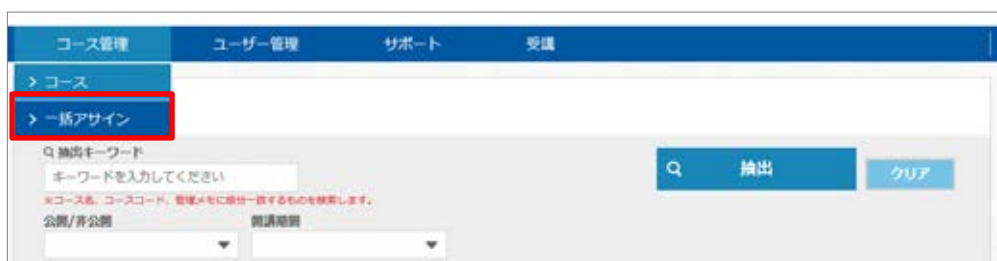 コース管理 ユーザー管理 サポート 受講
> コース
> 一括アサイン
抽出キーワード
キーワードを入力してください 抽出 クリア
※コース名、コースコード、管理メモに部分一致するものを検索します。
公開/非公開 開講期間